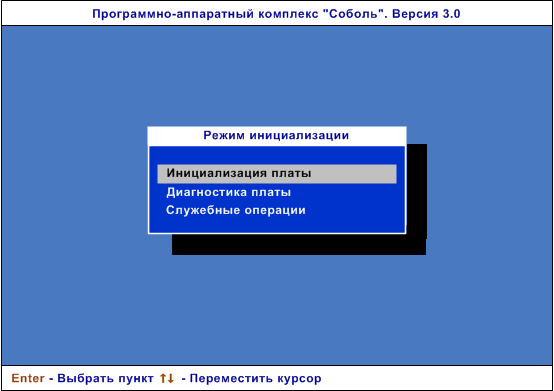 Программно-аппаратный комплекс "Соболь". Версия 3.0
Режим инициализации
Инициализация платы
Диагностика платы
Служебные операции
Enter - Выбрать пункт ↑↓ - Переместить курсор